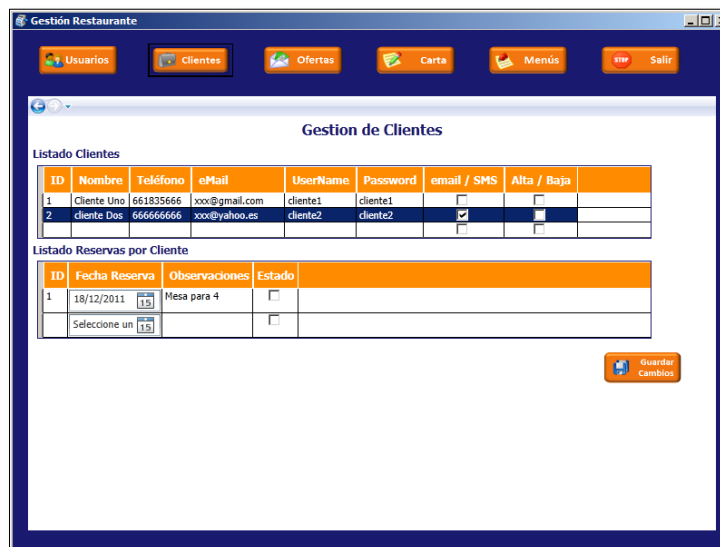 Gestión Restaurante
Usuarios Clientes Ofertas Carta Menús STOP Salir
Gestion de Clientes
Listado Clientes
ID Nombre Teléfono eMail UserName Password email / SMS Alta / Baja
1 Cliente Uno 661835666 xxx@gmail.com cliente1 cliente1
2 cliente Dos 666666666 xxx@yahoo.es cliente2 cliente2
Listado Reservas por Cliente
ID Fecha Reserva Observaciones Estado
1 18/12/2011 15 Mesa para 4
Seleccione un 15
Guardar
Cambios